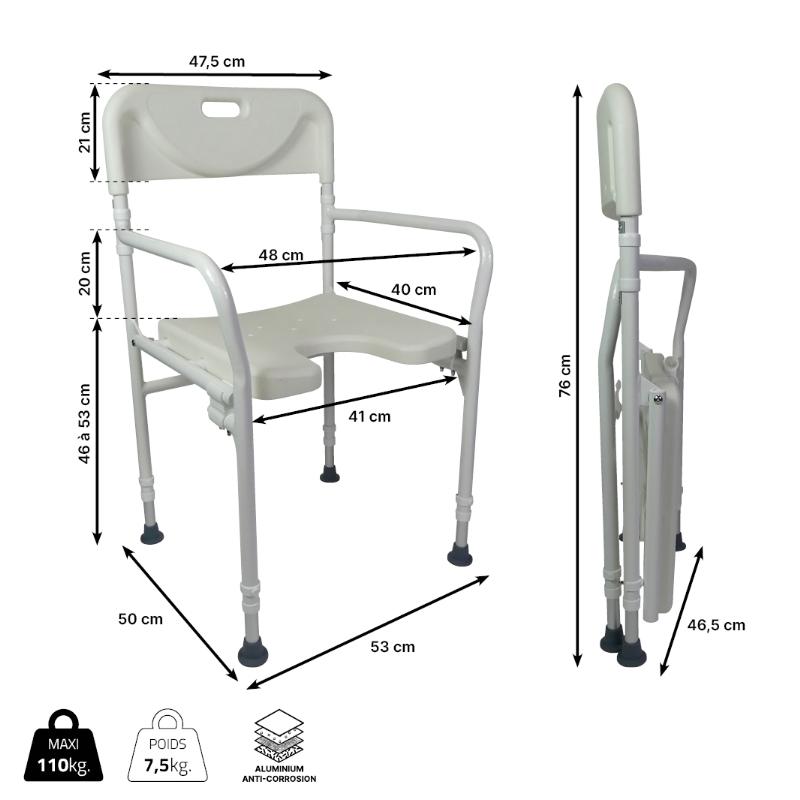 47,5 cm
21 cm
20 cm
48 cm
40 cm
46 à 53 cm
41 cm
50 cm
53 cm
76 cm
46,5 cm
MAXI
110kg.
POIDS
7,5kg.
ALUMINIUM
ANTI-CORROSION